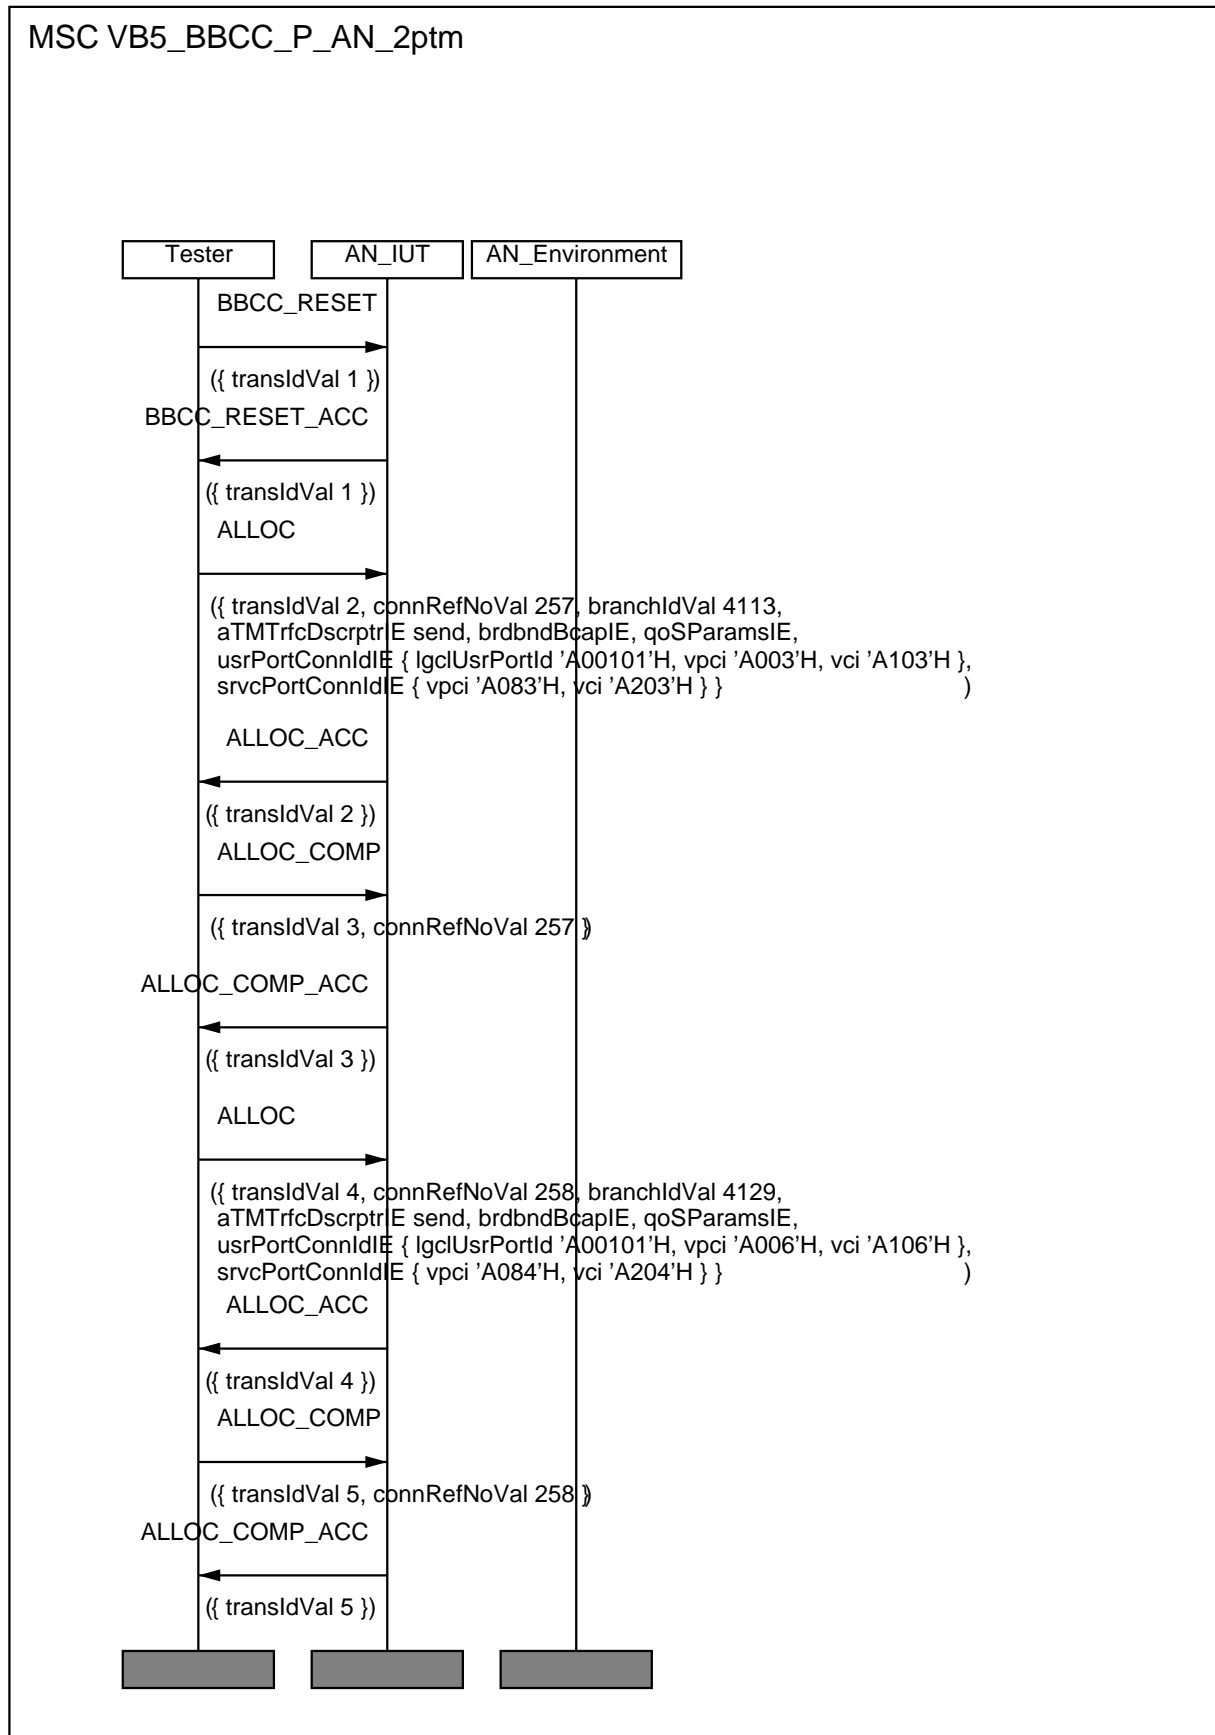 MSC VB5_BBCC_P_AN_2ptm
Tester AN_IUT AN_Environment
BBCC_RESET
({ transIdVal 1 })
BBCC_RESET_ACC
({ transIdVal 1 })
ALLOC
({ transIdVal 2, connRefNoVal 257, branchIdVal 4113,
aTMTrfcDscrptrIE send, brdbndBcapIE, qoSParamsIE,
usrPortConnIdIE { lgclUsrPortId ’A00101’H, vpci ’A003’H, vci ’A103’H },
srvcPortConnIdIE { vpci ’A083’H, vci ’A203’H } } )
ALLOC_ACC
({ transIdVal 2 })
ALLOC_COMP
({ transIdVal 3, connRefNoVal 257 })
ALLOC_COMP_ACC
({ transIdVal 3 })
ALLOC
({ transIdVal 4, connRefNoVal 258, branchIdVal 4129,
aTMTrfcDscrptrIE send, brdbndBcapIE, qoSParamsIE,
usrPortConnIdIE { lgclUsrPortId ’A00101’H, vpci ’A006’H, vci ’A106’H },
srvcPortConnIdIE { vpci ’A084’H, vci ’A204’H } } )
ALLOC_ACC
({ transIdVal 4 })
ALLOC_COMP
({ transIdVal 5, connRefNoVal 258 })
ALLOC_COMP_ACC
({ transIdVal 5 })